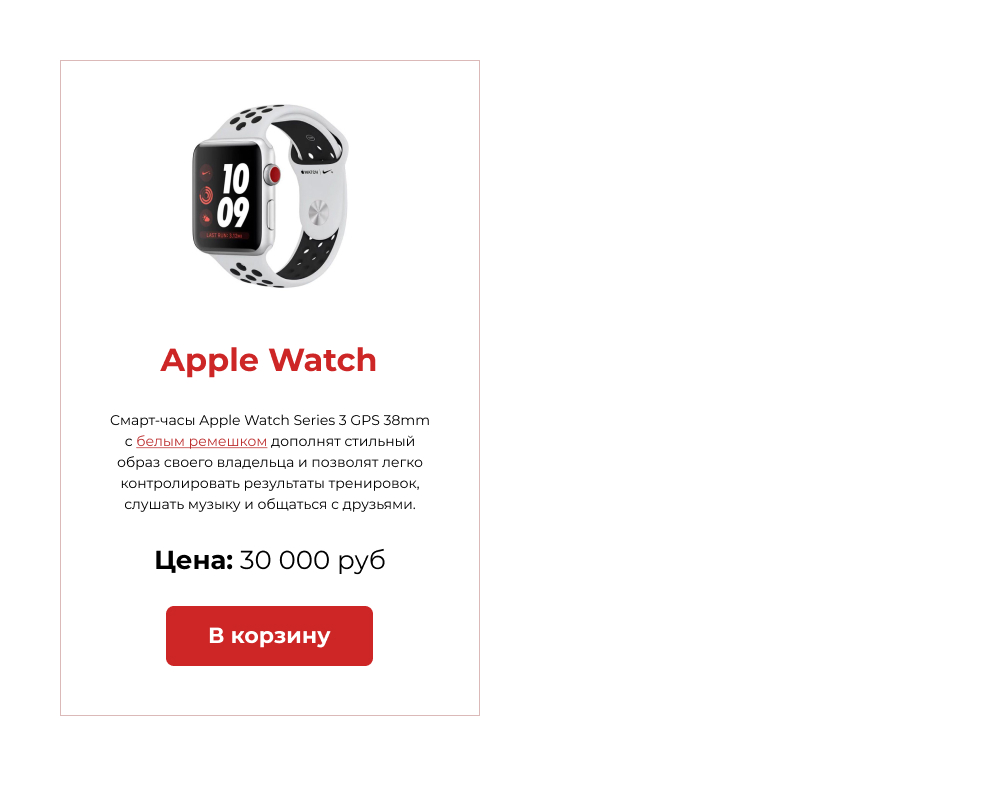 10
09
WATCH
Apple Watch
Смарт-часы Apple Watch Series 3 GPS 38mm
с белым ремешком дополнят стильный
образ своего владельца и позволят легко
контролировать результаты тренировок,
слушать музыку и общаться с друзьями.
Цена: 30 000 руб
В корзину